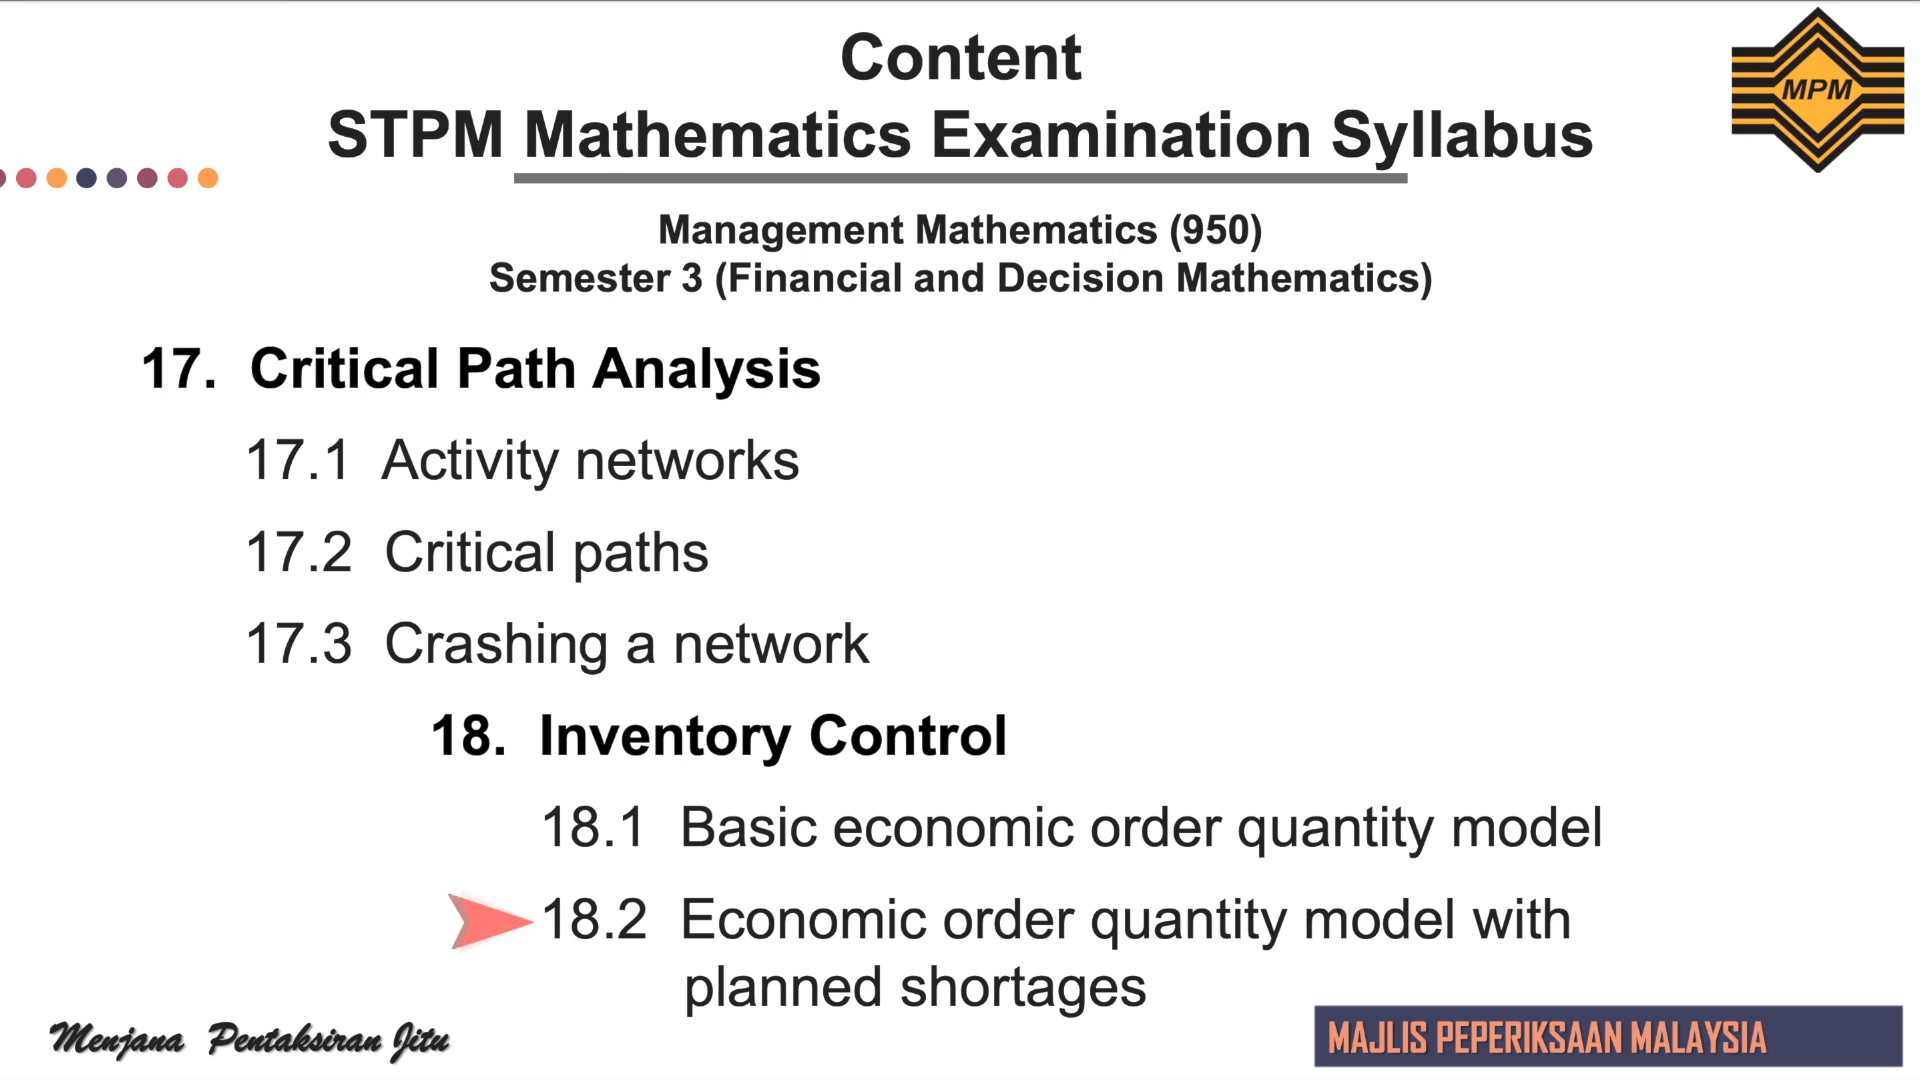 Content
STPM Mathematics Examination Syllabus
MPM
Management Mathematics (950)
Semester 3 (Financial and Decision Mathematics)
17. Critical Path Analysis
17.1 Activity networks
17.2 Critical paths
17.3 Crashing a network
18. Inventory Control
18.1 Basic economic order quantity model
18.2 Economic order quantity model with
planned shortages
Menjana Pentaksiran Jitu
MAJLIS PEPERIKSAAN MALAYSIA